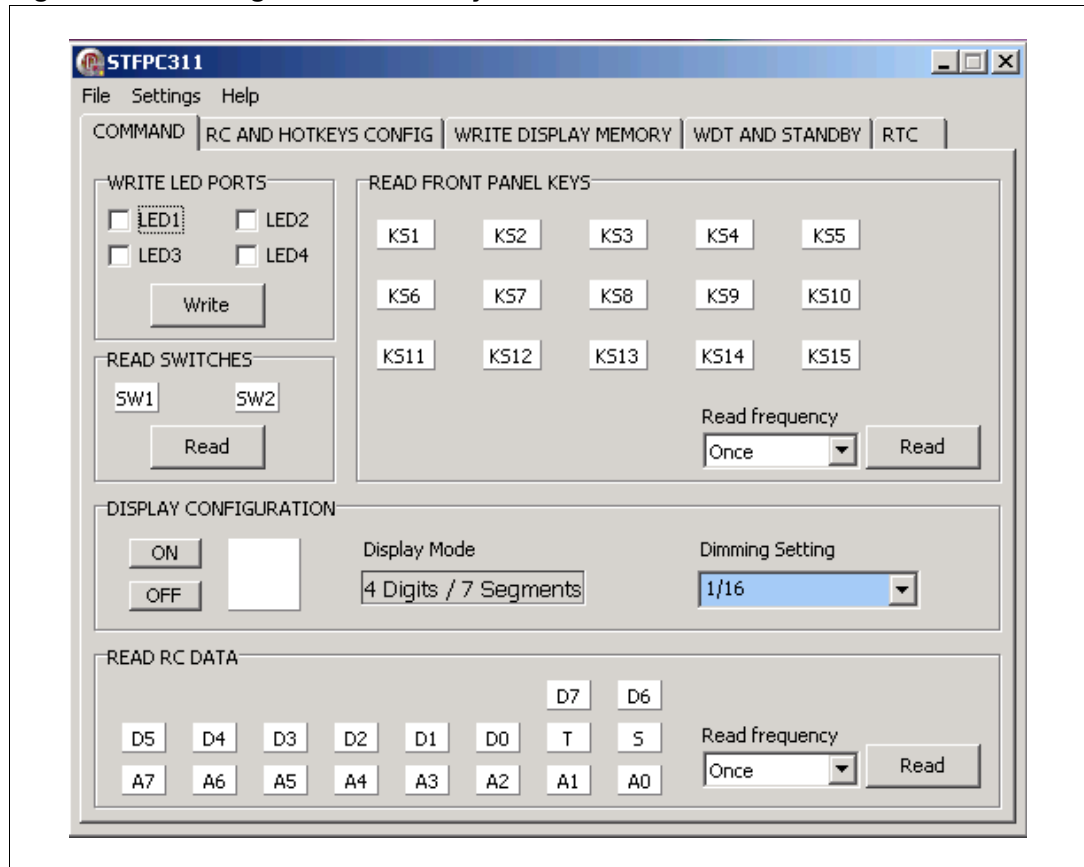 STFPC311
File Settings Help
COMMAND RC AND HOTKEYS CONFIG WRITE DISPLAY MEMORY WDT AND STANDBY RTC
WRITE LED PORTS
LED1 LED2
LED3 LED4
Write
READ FRONT PANEL KEYS
KS1 KS2 KS3 KS4 KS5
KS6 KS7 KS8 KS9 KS10
KS11 KS12 KS13 KS14 KS15
Read frequency
Once Read
READ SWITCHES
SW1 SW2
Read
DISPLAY CONFIGURATION
ON
OFF
Display Mode
4 Digits / 7 Segments
Dimming Setting
1/16
READ RC DATA
D7 D6
D5 D4 D3 D2 D1 D0 T S
A7 A6 A5 A4 A3 A2 A1 A0
Read frequency
Once Read